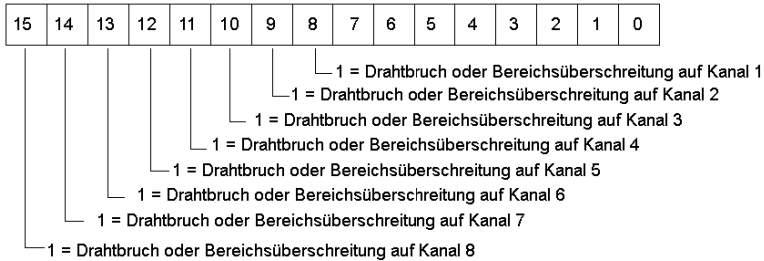 15 14 13 12 11 10 9 8 7 6 5 4 3 2 1 0
1 = Drahtbruch oder Bereichsüberschreitung auf Kanal 1
1 = Drahtbruch oder Bereichsüberschreitung auf Kanal 2
1 = Drahtbruch oder Bereichsüberschreitung auf Kanal 3
1 = Drahtbruch oder Bereichsüberschreitung auf Kanal 4
1 = Drahtbruch oder Bereichsüberschreitung auf Kanal 5
1 = Drahtbruch oder Bereichsüberschreitung auf Kanal 6
1 = Drahtbruch oder Bereichsüberschreitung auf Kanal 7
1 = Drahtbruch oder Bereichsüberschreitung auf Kanal 8